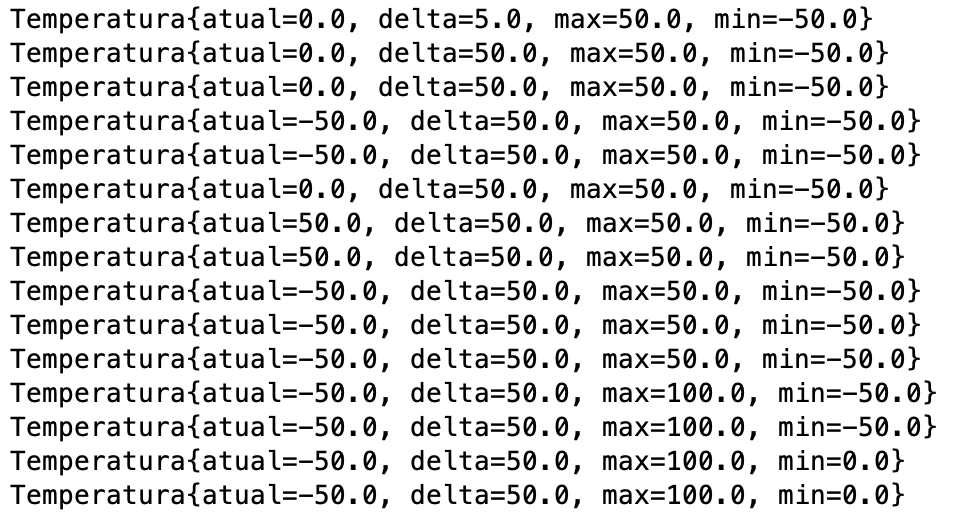 Temperatura{atual=0.0, delta=5.0, max=50.0, min=-50.0}
Temperatura{atual=0.0, delta=50.0, max=50.0, min=-50.0}
Temperatura{atual=0.0, delta=50.0, max=50.0, min=-50.0}
Temperatura{atual=-50.0, delta=50.0, max=50.0, min=-50.0}
Temperatura{atual=-50.0, delta=50.0, max=50.0, min=-50.0}
Temperatura{atual=0.0, delta=50.0, max=50.0, min=-50.0}
Temperatura{atual=50.0, delta=50.0, max=50.0, min=-50.0}
Temperatura{atual=50.0, delta=50.0, max=50.0, min=-50.0}
Temperatura{atual=-50.0, delta=50.0, max=50.0, min=-50.0}
Temperatura{atual=-50.0, delta=50.0, max=50.0, min=-50.0}
Temperatura{atual=-50.0, delta=50.0, max=50.0, min=-50.0}
Temperatura{atual=-50.0, delta=50.0, max=100.0, min=-50.0}
Temperatura{atual=-50.0, delta=50.0, max=100.0, min=-50.0}
Temperatura{atual=-50.0, delta=50.0, max=100.0, min=0.0}
Temperatura{atual=-50.0, delta=50.0, max=100.0, min=0.0}